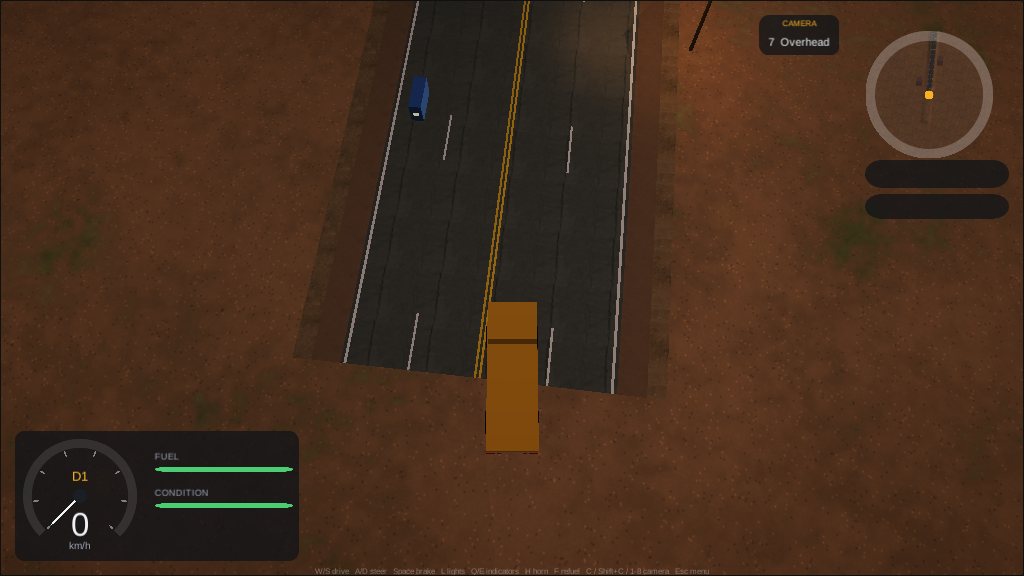 CAMERA
7 Overhead
FUEL
D1
CONDITION
0
km/h
W/S drive A/D steer Space brake L lights Q/E indicators H horn F refuel C / Shift+C / 1-8 camera Esc menu